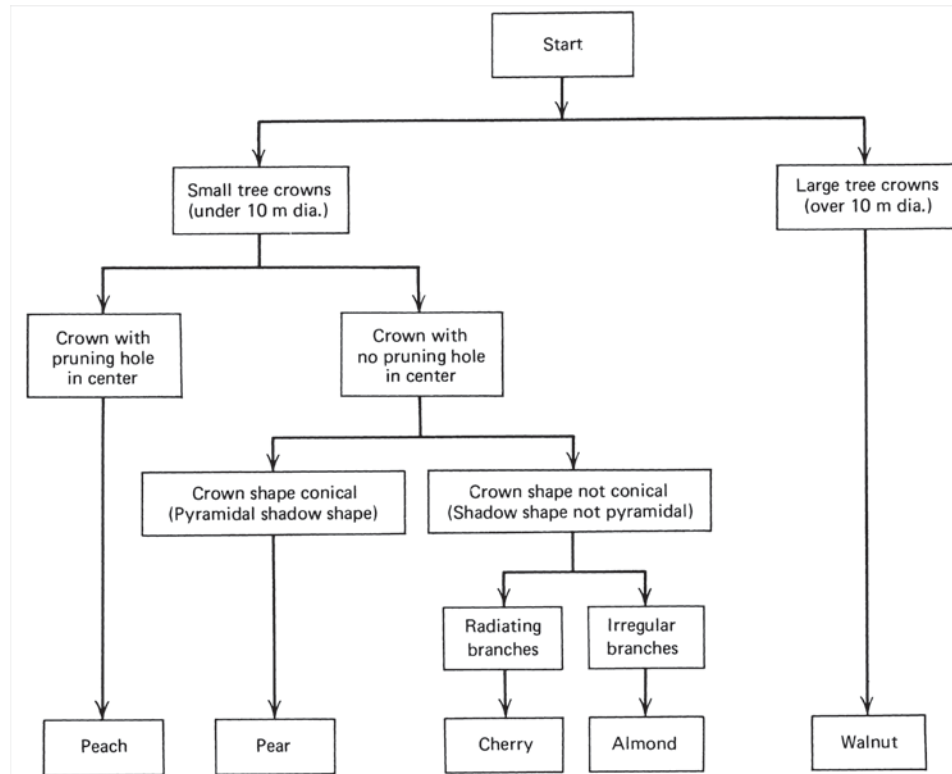 Start
Small tree crowns
(under 10 m dia.)
Large tree crowns
(over 10 m dia.)
Crown with
pruning hole
in center
Crown with
no pruning hole
in center
Crown shape conical
(Pyramidal shadow shape)
Crown shape not conical
(Shadow shape not pyramidal)
Radiating
branches
Irregular
branches
Peach
Pear
Cherry
Almond
Walnut